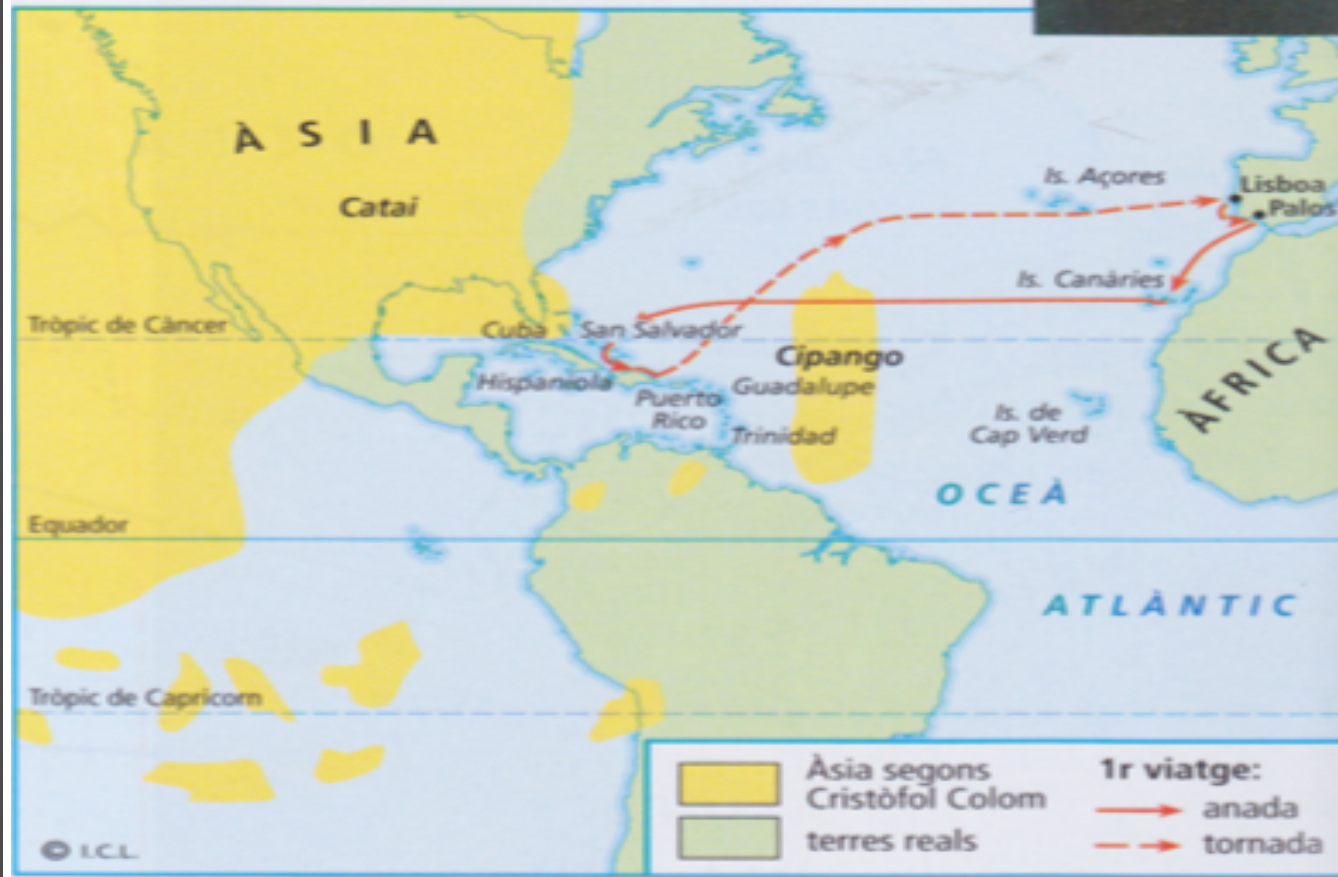 ÀSIA
Catai
Is. Açores
Lisboa
Palos
Is. Canàries
Tròpic de Càncer
Cuba
San Salvador
Cipango
Hispaniola
Guadalupe
Puerto
Rico
Trinidad
Is. de
Cap Verd
ÀFRICA
OCEÀ
Equador
ATLÀNTIC
Tròpic de Capricorn
Àsia segons
Cristòfol Colom
terres reals
1r viatge:
anada
tornada
© I.C.L.